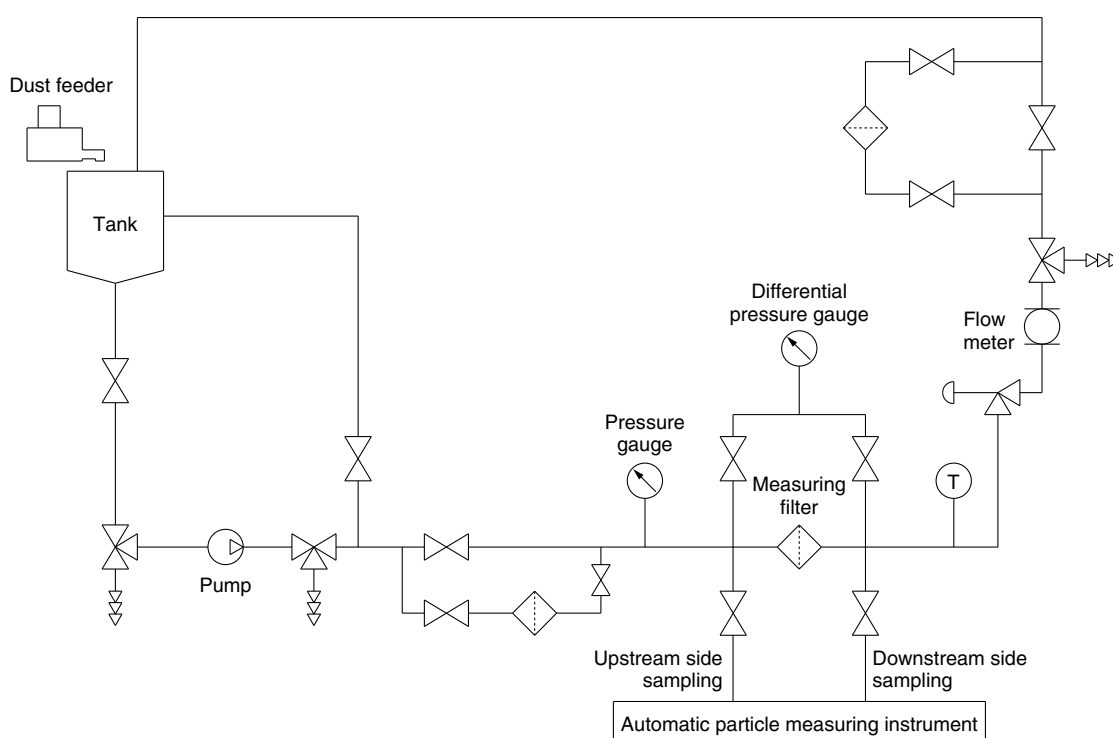 Dust feeder
Tank
Differential
pressure gauge
Flow
meter
Pressure
gauge
Measuring
filter
T
Pump
Upstream side
sampling
Downstream side
sampling
Automatic particle measuring instrument